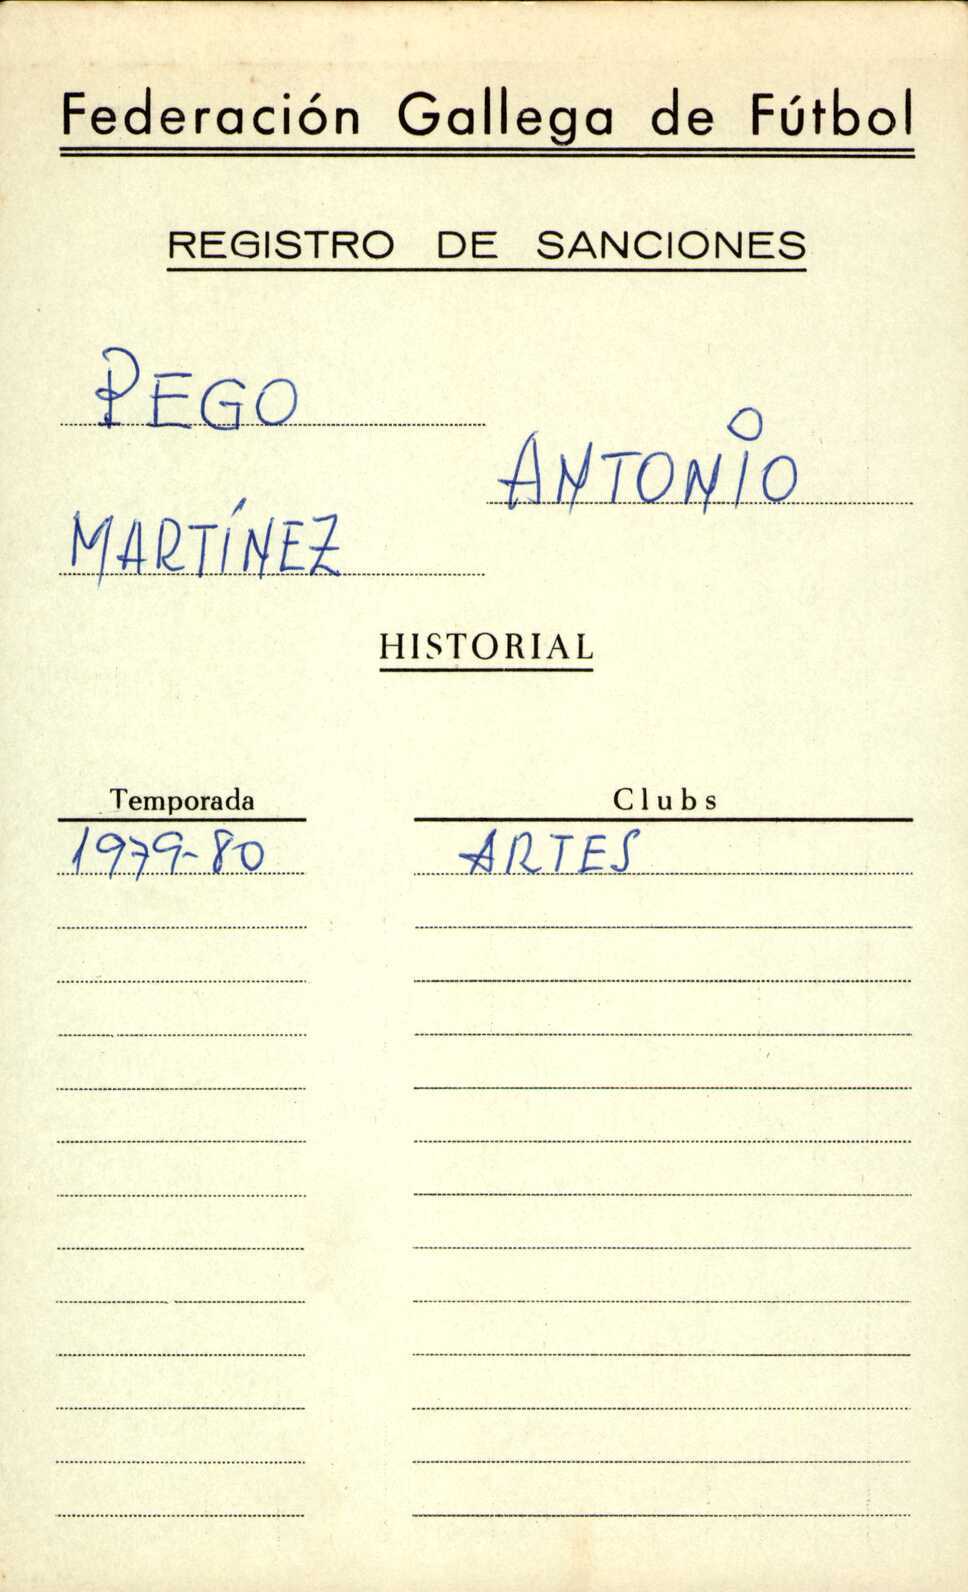 Federación Gallega de Fútbol
REGISTRO DE SANCIONES
PEGO
ANTONIO
MARTÍNEZ
HISTORIAL
Temporada Clubs
1979-80 ARTES